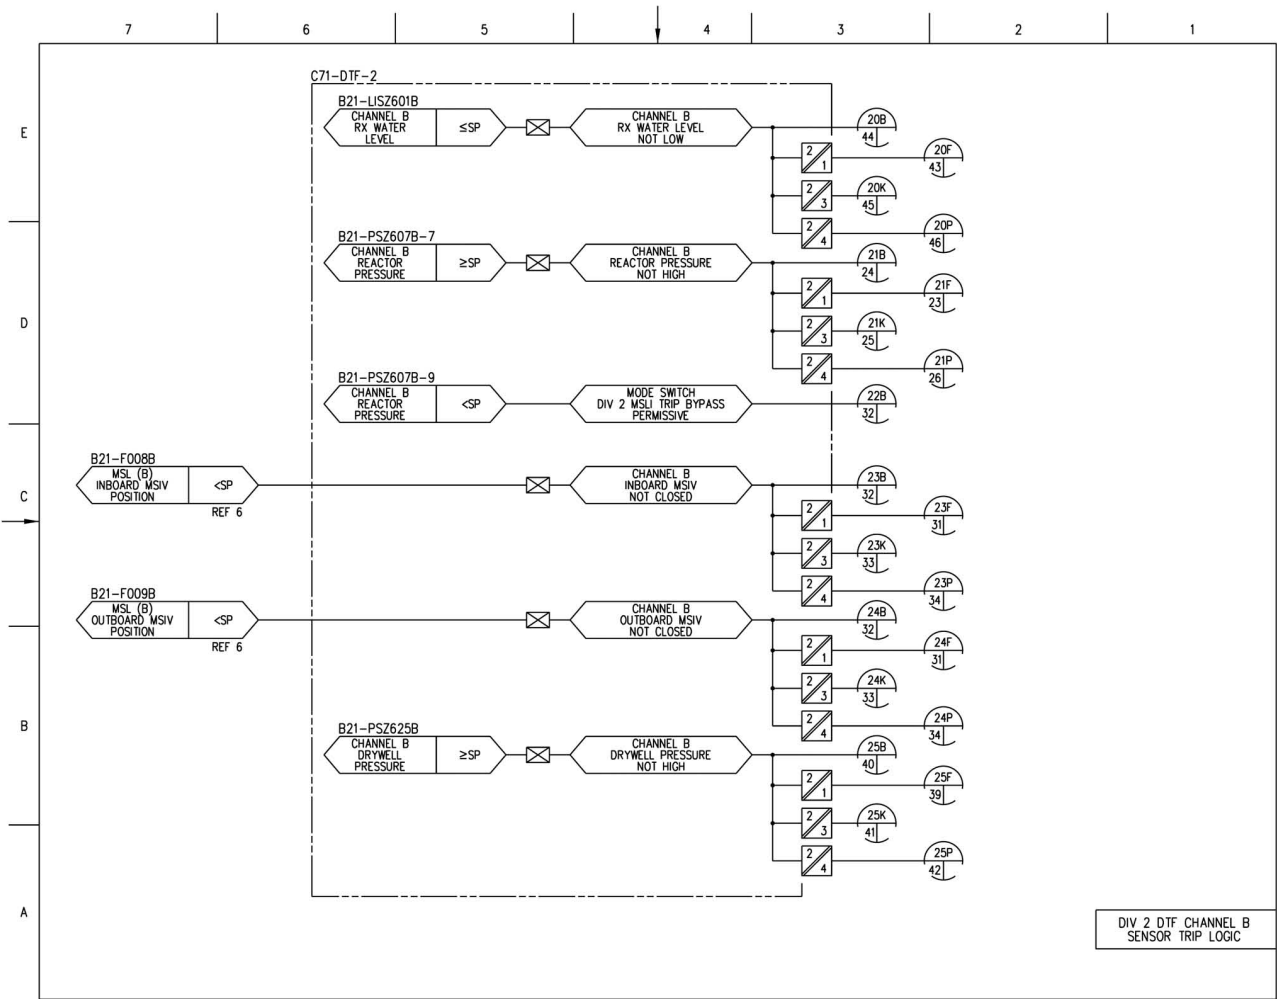 7 6 5 4 3 2 1
C71-DTF-2
E
B21-LISZ601B
CHANNEL B
RX WATER
LEVEL
≤SP
CHANNEL B
RX WATER LEVEL
NOT LOW
20B
44
2
1
20F
43
2
3
20K
45
2
4
20P
46
B21-PSZ607B-7
CHANNEL B
REACTOR
PRESSURE
≥SP
CHANNEL B
REACTOR PRESSURE
NOT HIGH
21B
24
2
1
21F
23
D
2
3
21K
25
2
4
21P
26
B21-PSZ607B-9
CHANNEL B
REACTOR
PRESSURE
<SP
MODE SWITCH
DIV 2 MSLI TRIP BYPASS
PERMISSIVE
22B
32
B21-F008B
MSL (B)
INBOARD MSIV
POSITION
<SP
REF 6
CHANNEL B
INBOARD MSIV
NOT CLOSED
23B
32
C
2
1
23F
31
2
3
23K
33
2
4
23P
34
B21-F009B
MSL (B)
OUTBOARD MSIV
POSITION
<SP
REF 6
CHANNEL B
OUTBOARD MSIV
NOT CLOSED
24B
32
2
1
24F
31
2
3
24K
33
2
4
24P
34
B
B21-PSZ625B
CHANNEL B
DRYWELL
PRESSURE
≥SP
CHANNEL B
DRYWELL PRESSURE
NOT HIGH
25B
40
2
1
25F
39
2
3
25K
41
2
4
25P
42
A
DIV 2 DTF CHANNEL B
SENSOR TRIP LOGIC